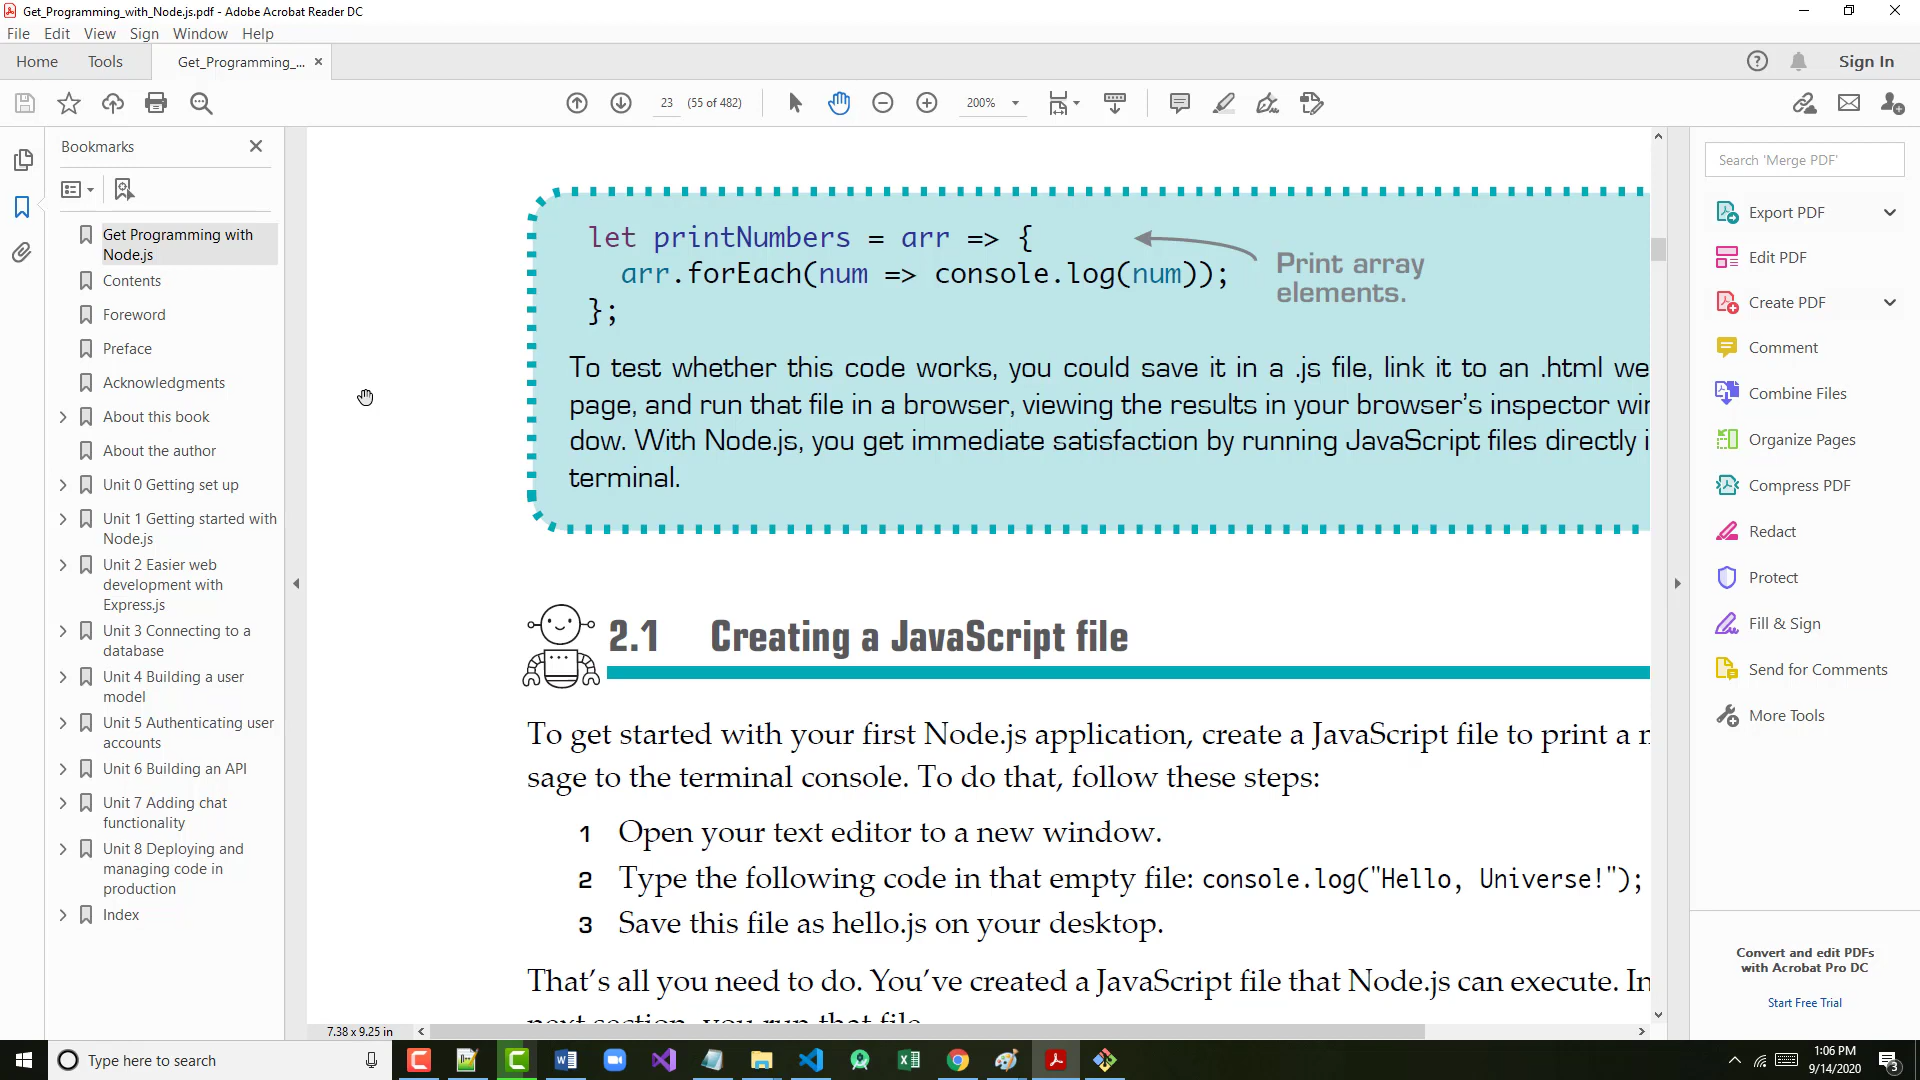 Get_Programming_with_Node.js.pdf - Adobe Acrobat Reader DC
File Edit View Sign Window Help
Home Tools Get_Programming_... ×
Sign In
23 (55 of 482) 200%
Bookmarks
Get Programming with
Node.js
Contents
Foreword
Preface
Acknowledgments
About this book
About the author
Unit 0 Getting set up
Unit 1 Getting started with
Node.js
Unit 2 Easier web
development with
Express.js
Unit 3 Connecting to a
database
Unit 4 Building a user
model
Unit 5 Authenticating user
accounts
Unit 6 Building an API
Unit 7 Adding chat
functionality
Unit 8 Deploying and
managing code in
production
Index
let printNumbers = arr => {
arr.forEach(num => console.log(num));
};
Print array
elements.
To test whether this code works, you could save it in a .js file, link it to an .html we
page, and run that file in a browser, viewing the results in your browser's inspector wi
dow. With Node.js, you get immediate satisfaction by running JavaScript files directly i
terminal.
2.1 Creating a JavaScript file
To get started with your first Node.js application, create a JavaScript file to print a
sage to the terminal console. To do that, follow these steps:
1 Open your text editor to a new window.
2 Type the following code in that empty file: console.log("Hello, Universe!");
3 Save this file as hello.js on your desktop.
That's all you need to do. You've created a JavaScript file that Node.js can execute. In
next section, you run that file
7.38 x 9.25 in
Search 'Merge PDF'
Export PDF
Edit PDF
Create PDF
Comment
Combine Files
Organize Pages
Compress PDF
Redact
Protect
Fill & Sign
Send for Comments
More Tools
Convert and edit PDFs
with Acrobat Pro DC
Start Free Trial
Type here to search
1:06 PM
9/14/2020
3